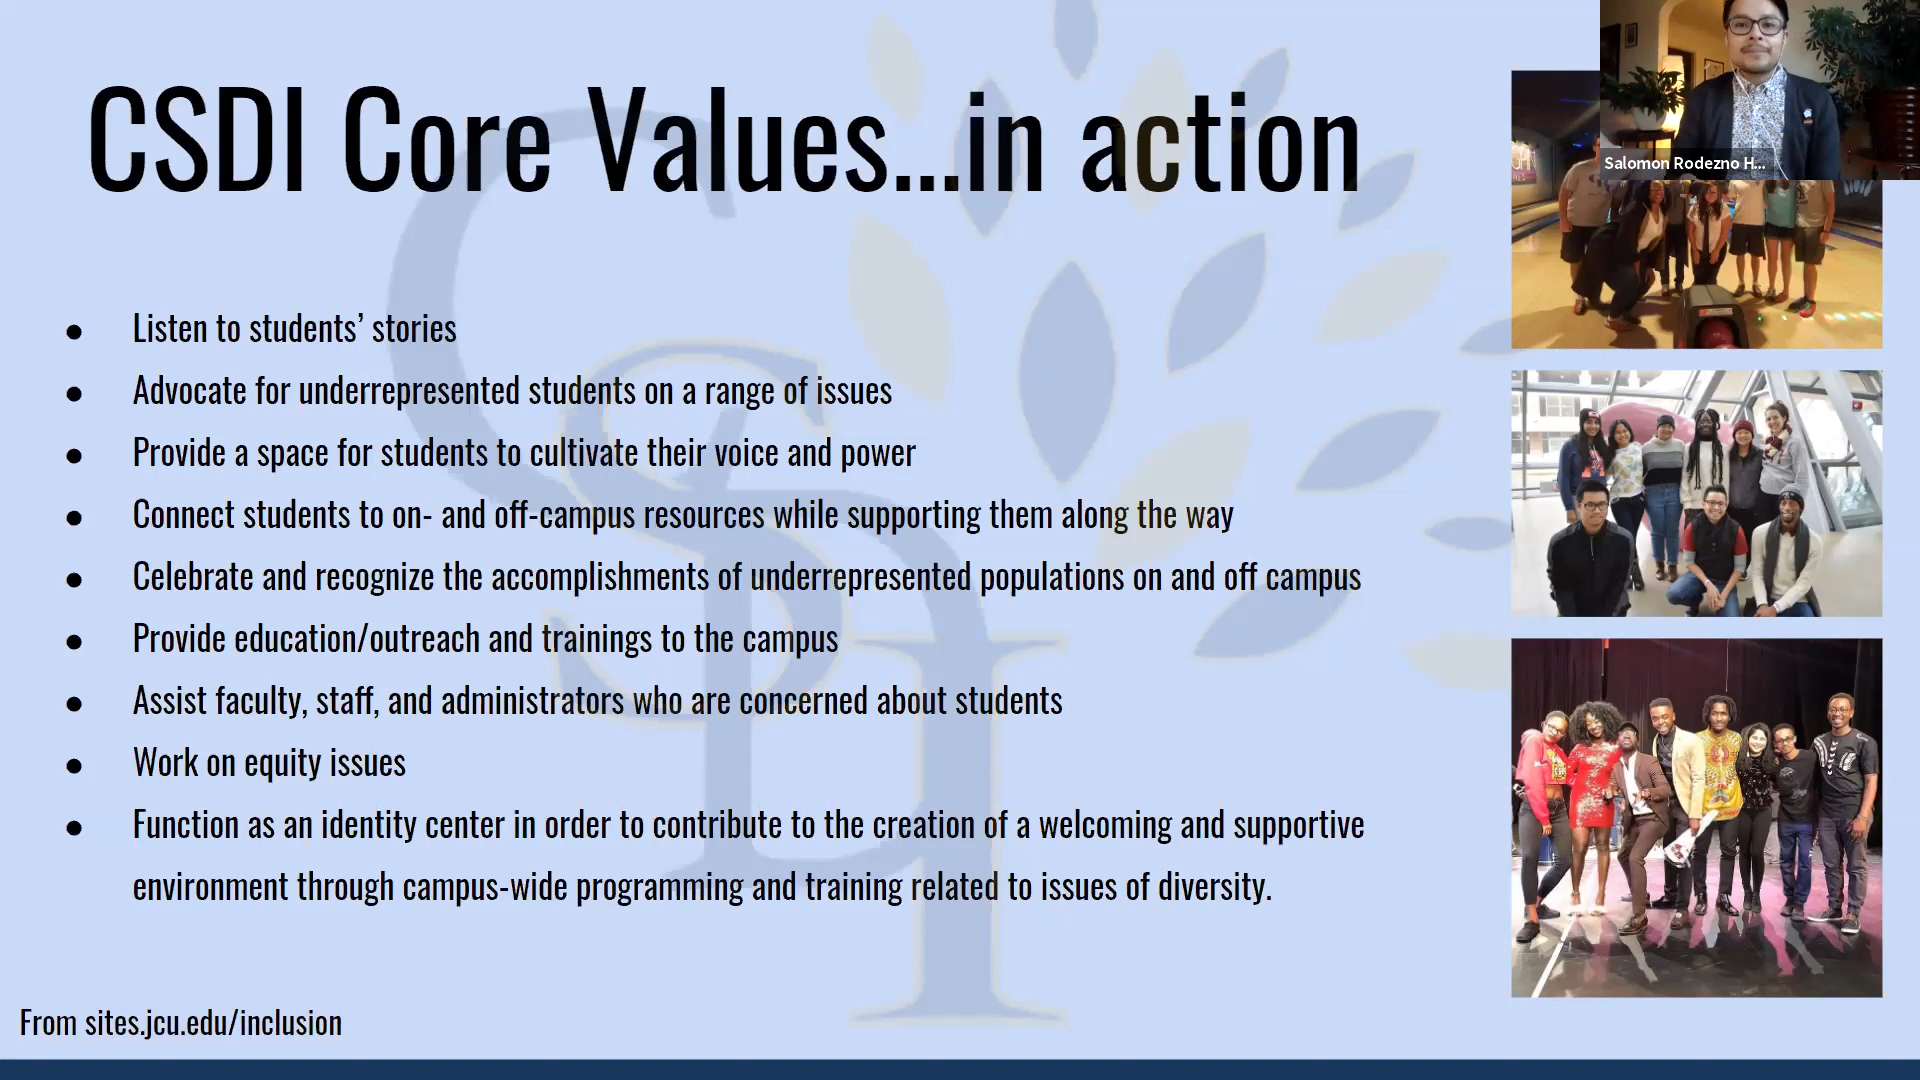 CSDI Core Values...in action
Salomon Rodezno H...
● Listen to students’ stories
● Advocate for underrepresented students on a range of issues
● Provide a space for students to cultivate their voice and power
● Connect students to on- and off-campus resources while supporting them along the way
● Celebrate and recognize the accomplishments of underrepresented populations on and off campus
● Provide education/outreach and trainings to the campus
● Assist faculty, staff, and administrators who are concerned about students
● Work on equity issues
● Function as an identity center in order to contribute to the creation of a welcoming and supportive
environment through campus-wide programming and training related to issues of diversity.
From sites.jcu.edu/inclusion
CSDI